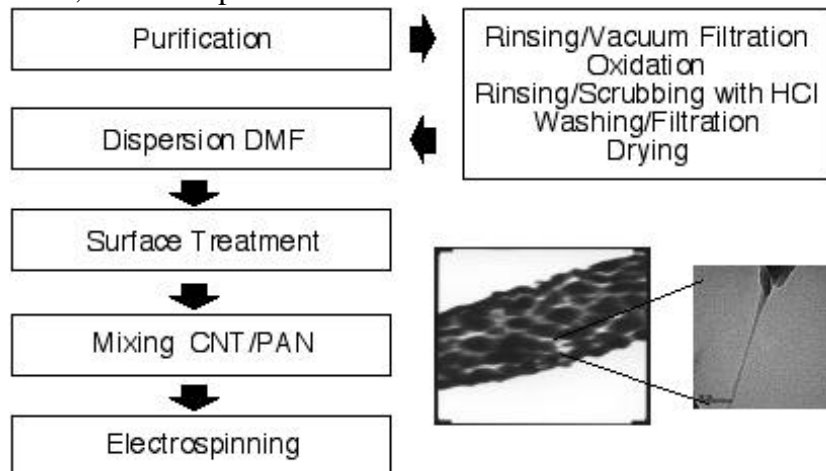 Purification
Rinsing/Vacuum Filtration
Oxidation
Rinsing/Scrubbing with HCl
Washing/Filtration
Drying
Dispersion DMF
Surface Treatment
Mixing CNT/PAN
Electrospinning